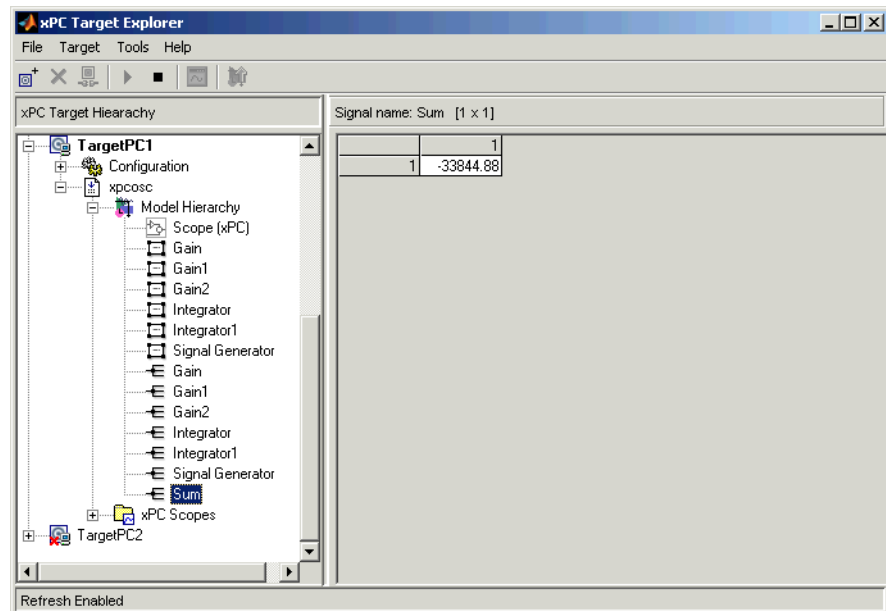 xPC Target Explorer
File Target Tools Help
xPC Target Hiearachy
Signal name: Sum [1 x 1]
TargetPC1
Configuration
xpcosc
Model Hierarchy
Scope (xPC)
Gain
Gain1
Gain2
Integrator
Integrator1
Signal Generator
Gain
Gain1
Gain2
Integrator
Integrator1
Signal Generator
Sum
xPC Scopes
TargetPC2
1
1 -33844.88
Refresh Enabled